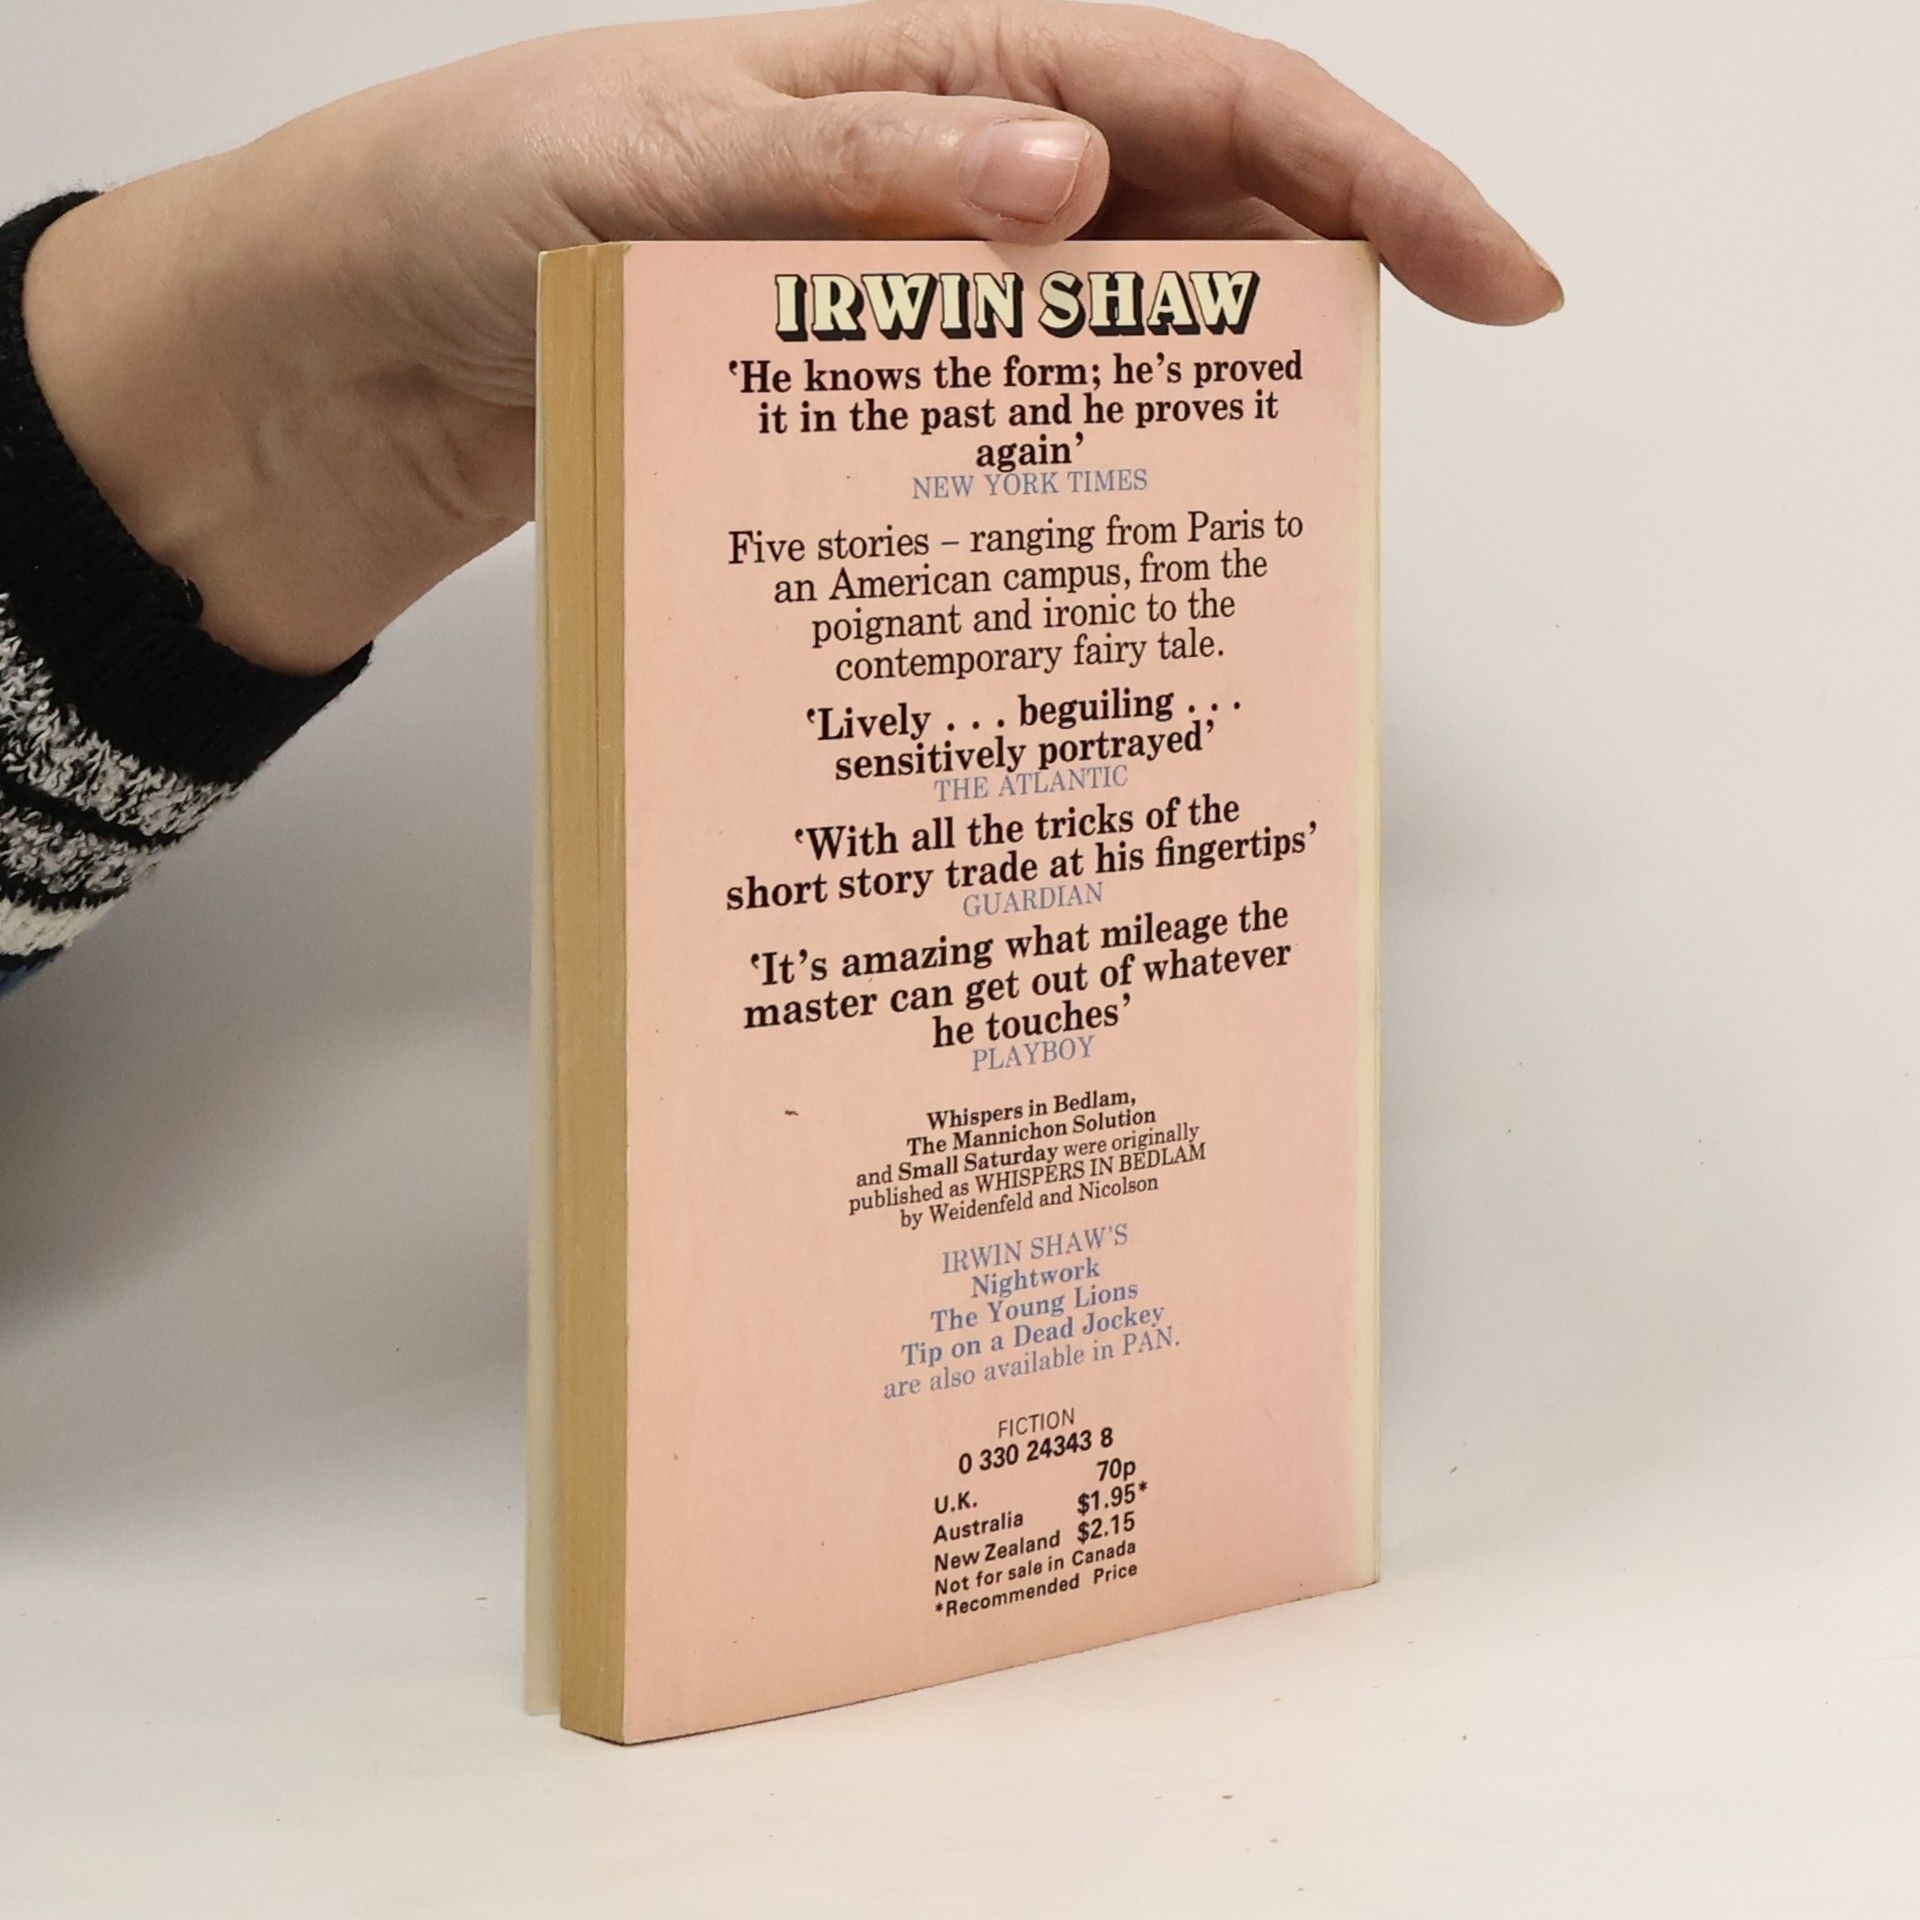 IRWIN SHAW
‘He knows the form; he’s proved
it in the past and he proves it
again’
NEW YORK TIMES
Five stories – ranging from Paris to
an American campus, from the
poignant and ironic to the
contemporary fairy tale.
‘Lively . . . beguiling . . .
sensitively portrayed’
THE ATLANTIC
‘With all the tricks of the
short story trade at his fingertips’
GUARDIAN
‘It’s amazing what mileage the
master can get out of whatever
he touches’
PLAYBOY
Whispers in Bedlam,
The Mannichon Solution
and Small Saturday were originally
published as WHISPERS IN BEDLAM
by Weidenfeld and Nicolson
IRWIN SHAW'S
Nightwork
The Young Lions
Tip on a Dead Jockey
are also available in PAN.
FICTION
0 330 24343 8
U.K. 70p
Australia $1.95*
New Zealand $2.15
Not for sale in Canada
*Recommended Price